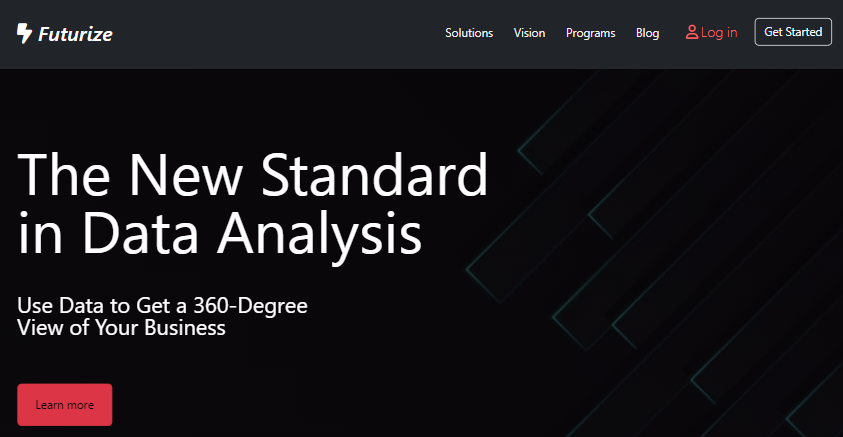 Futurize
Solutions Vision Programs Blog Log in Get Started
The New Standard
in Data Analysis
Use Data to Get a 360-Degree
View of Your Business
Learn more